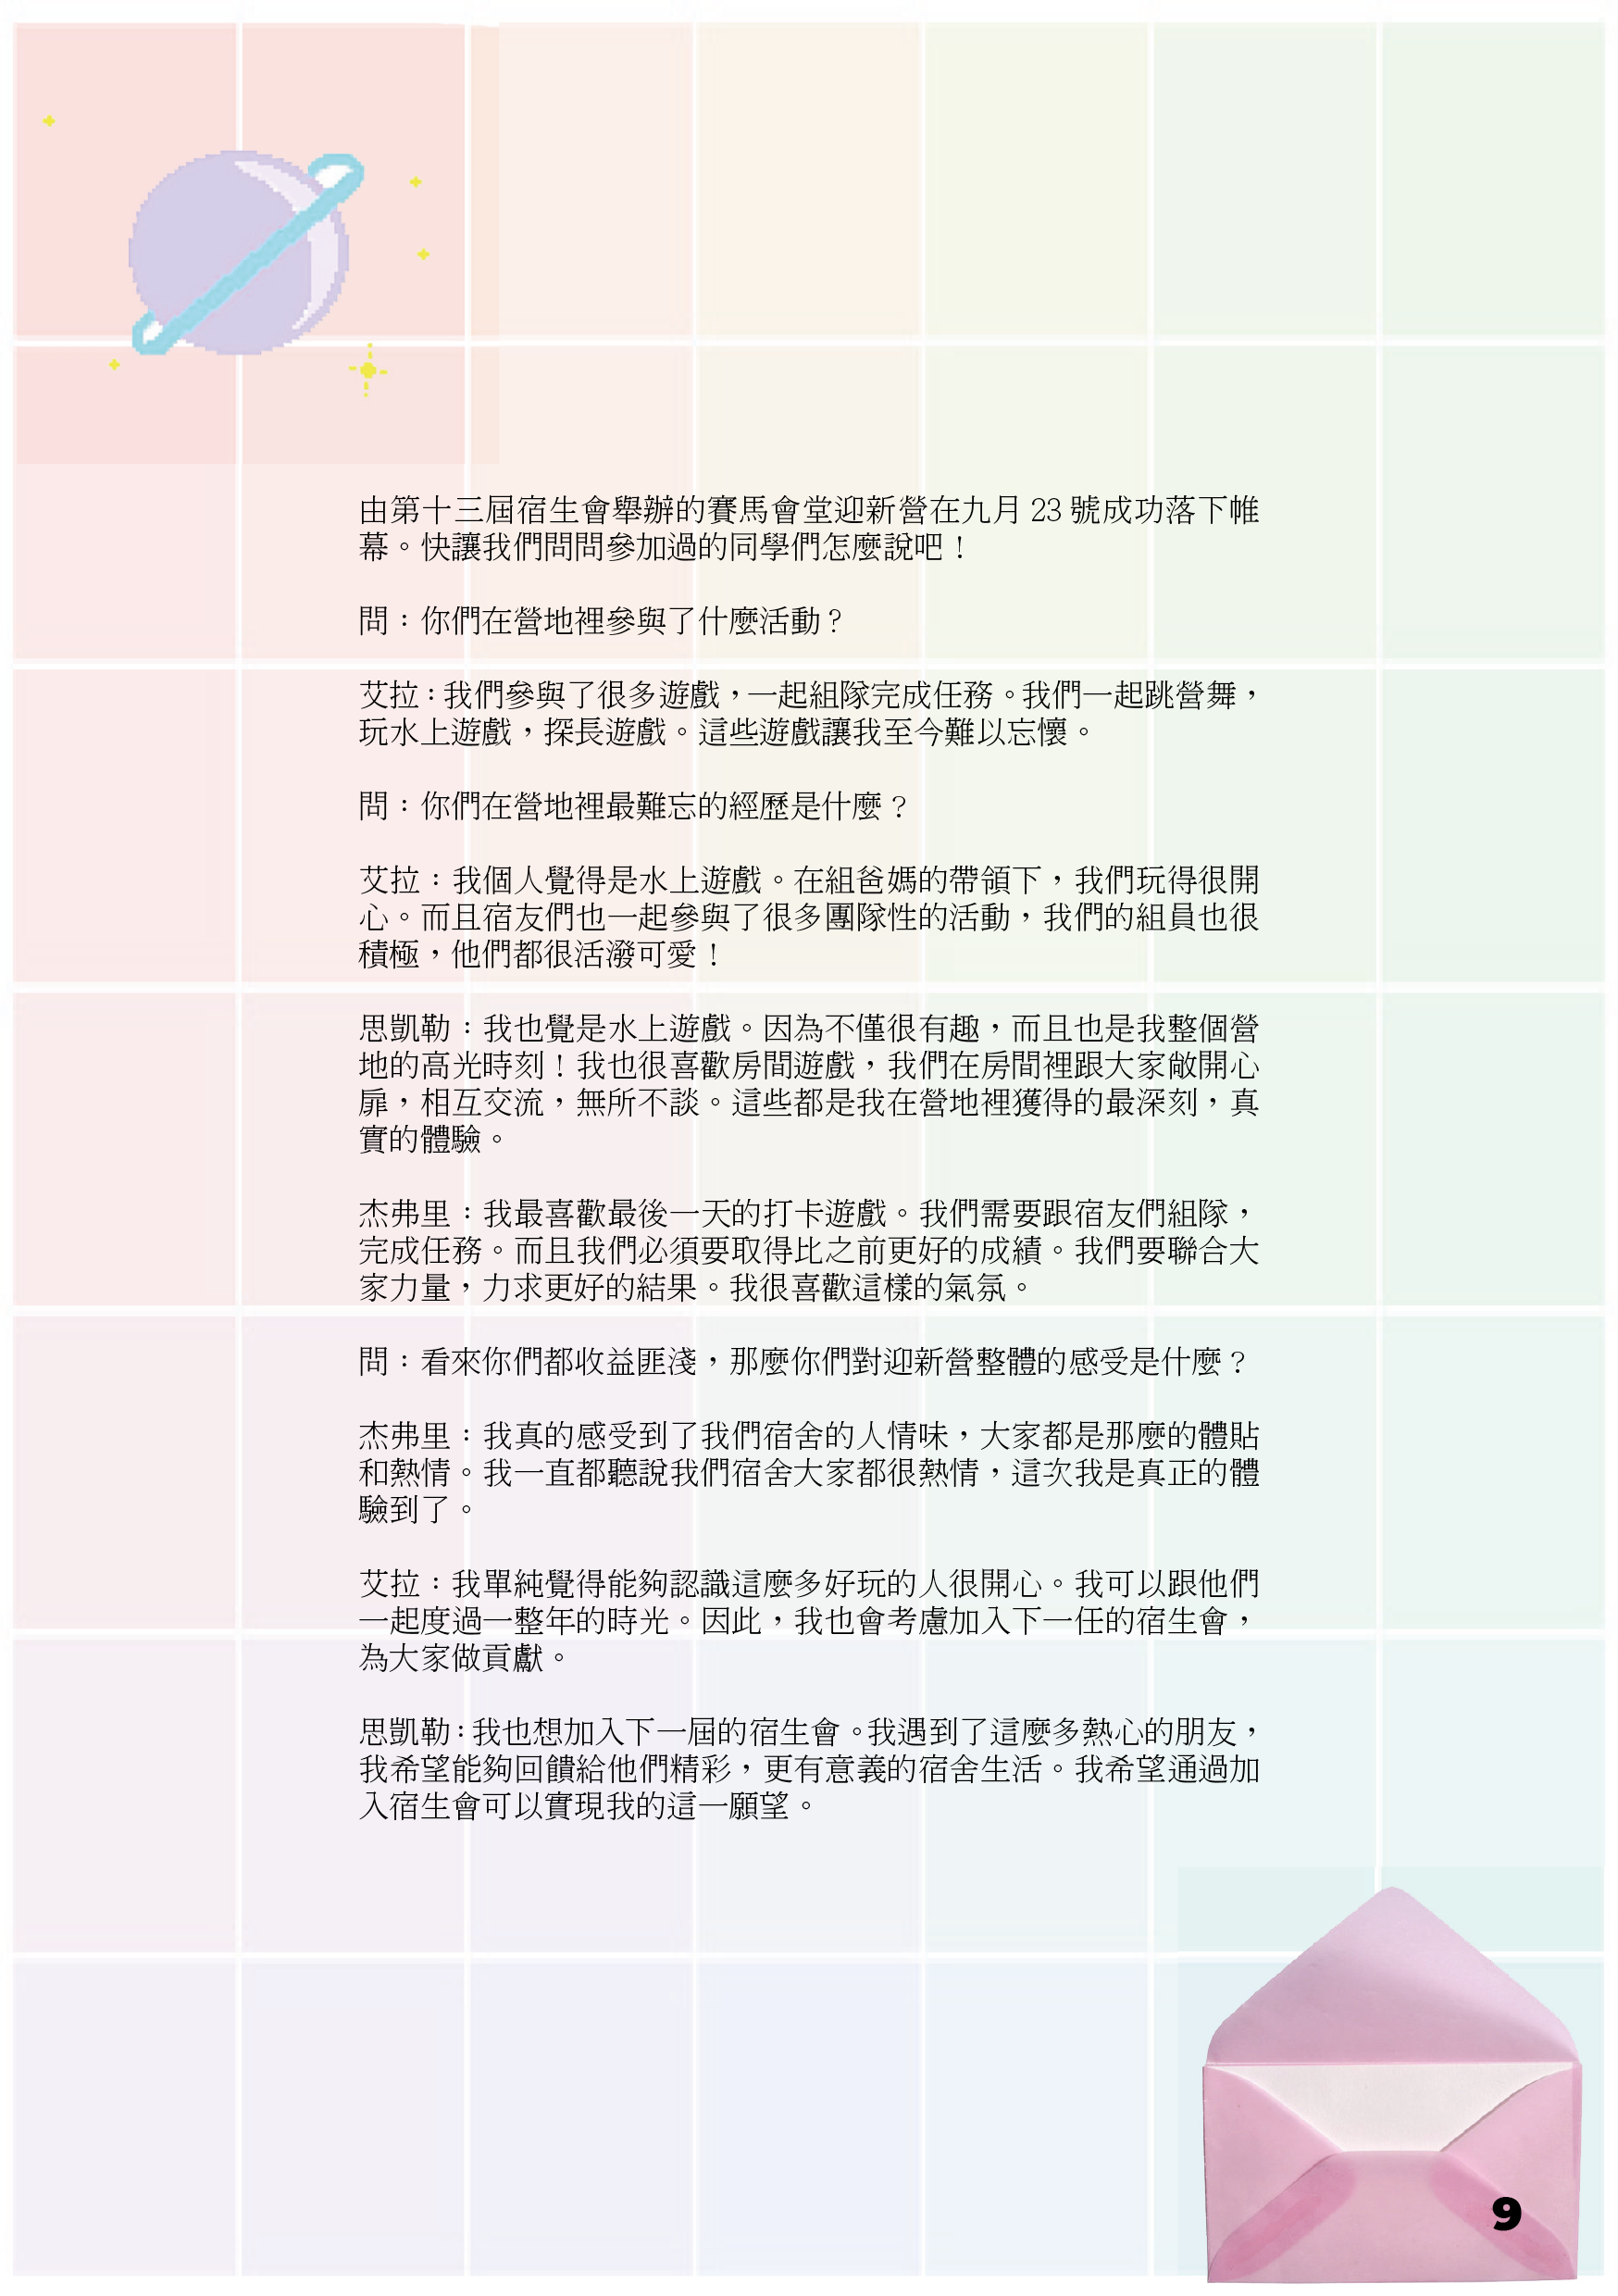 由第十三屆宿生會舉辦的賽馬會堂迎新營在九月 23 號成功落下帷
幕。快讓我們問問參加過的同學們怎麼說吧！
問：你們在營地裡參與了什麼活動？
艾拉：我們參與了很多遊戲，一起組隊完成任務。我們一起跳營舞，
玩水上遊戲，探長遊戲。這些遊戲讓我至今難以忘懷。
問：你們在營地裡最難忘的經歷是什麼？
艾拉：我個人覺得是水上遊戲。在組爸媽的帶領下，我們玩得很開
心。而且宿友們也一起參與了很多團隊性的活動，我們的組員也很
積極，他們都很活潑可愛！
思凱勒：我也覺是水上遊戲。因為不僅很有趣，而且也是我整個營
地的高光時刻！我也很喜歡房間遊戲，我們在房間裡跟大家敞開心
扉，相互交流，無所不談。這些都是我在營地裡獲得的最深刻，真
實的體驗。
杰弗里：我最喜歡最後一天的打卡遊戲。我們需要跟宿友們組隊，
完成任務。而且我們必須要取得比之前更好的成績。我們要聯合大
家力量，力求更好的結果。我很喜歡這樣的氣氛。
問：看來你們都收益匪淺，那麼你們對迎新營整體的感受是什麼？
杰弗里：我真的感受到了我們宿舍的人情味，大家都是那麼的體貼
和熱情。我一直都聽說我們宿舍大家都很熱情，這次我是真正的體
驗到了。
艾拉：我單純覺得能夠認識這麼多好玩的人很開心。我可以跟他們
一起度過一整年的時光。因此，我也會考慮加入下一任的宿生會，
為大家做貢獻。
思凱勒：我也想加入下一屆的宿生會。我遇到了這麼多熱心的朋友，
我希望能夠回饋給他們精彩，更有意義的宿舍生活。我希望通過加
入宿生會可以實現我的這一願望。
9